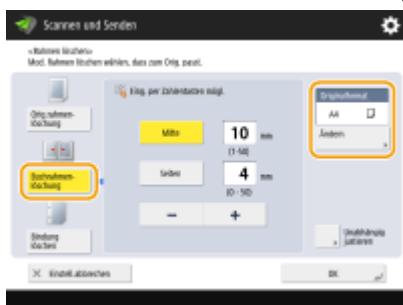 Scannen und Senden
<Rahmen löschen>
Mod. Rahmen löschen wählen, dass zum Orig. passt.
Orig.rahmen-
löschung
Buchrahmen-
löschung
Bindung
löschen
Eing. per Zahlentasten mögl.
Mitte
10 mm
(1-50)
Seiten
4 mm
(0-50)
−
+
Originalformat
A4
Ändern
Unabhängig
justieren
× Einstell. abbrechen
OK